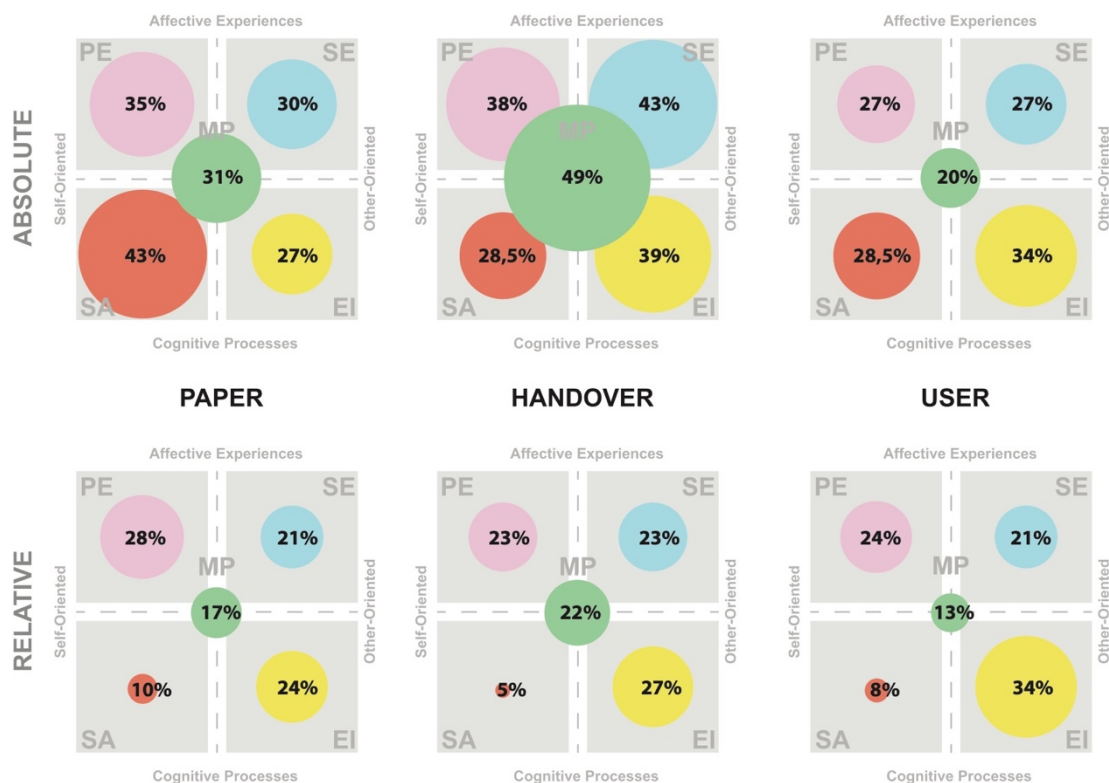 Affective Experiences Affective Experiences Affective Experiences
PE SE PE SE PE SE
35% 30% 38% 43% 27% 27%
MP MP MP
ABSOLUTE Self-Oriented 31% Other-Oriented Self-Oriented 49% Other-Oriented Self-Oriented 20% Other-Oriented
43% 27% 28,5% 39% 28,5% 34%
SA EI SA EI SA EI
Cognitive Processes Cognitive Processes Cognitive Processes
PAPER HANDOVER USER
Affective Experiences Affective Experiences Affective Experiences
PE SE PE SE PE SE
28% 21% 23% 23% 24% 21%
MP MP MP
RELATIVE Self-Oriented 17% Other-Oriented Self-Oriented 22% Other-Oriented Self-Oriented 13% Other-Oriented
10% 24% 5% 27% 8% 34%
SA EI SA EI SA EI
Cognitive Processes Cognitive Processes Cognitive Processes